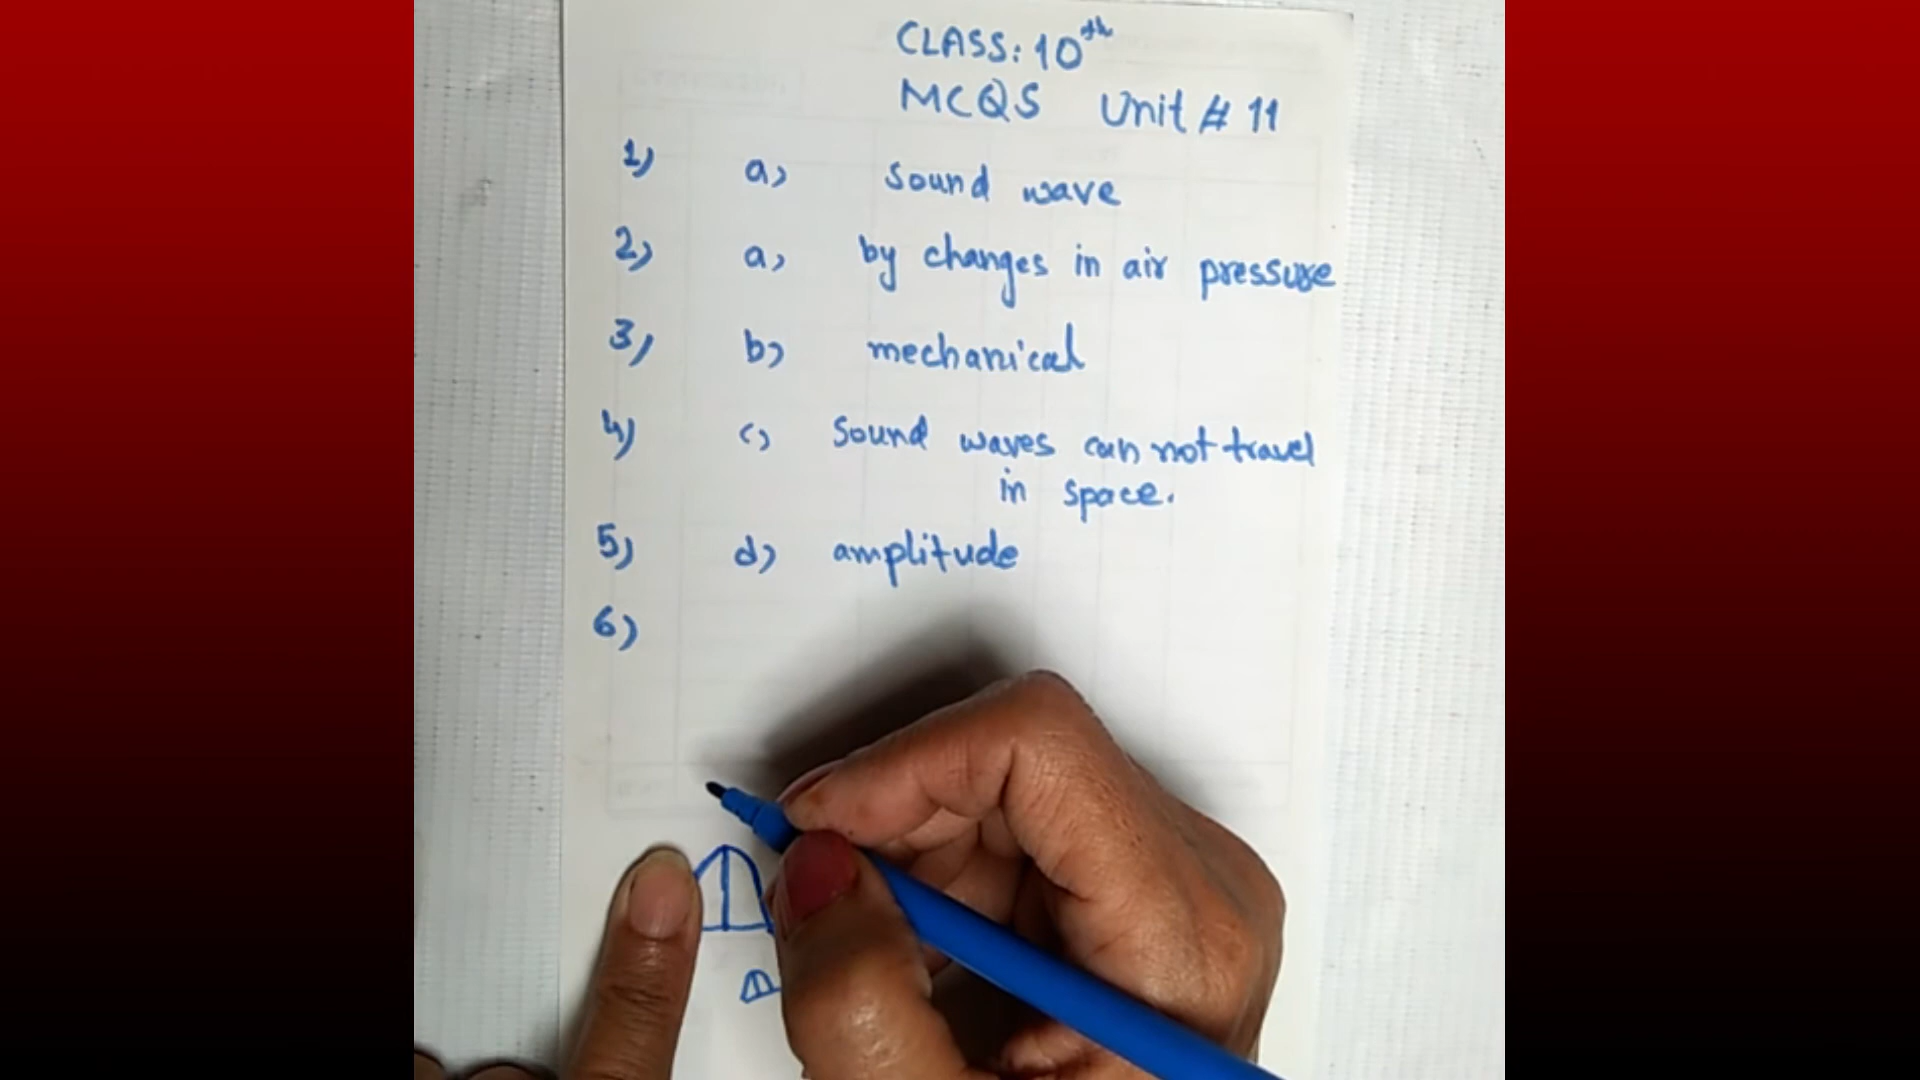 CLASS: 10th
MCQS Unit # 11
1) a) sound wave
2) a) by changes in air pressure
3) b) mechanical
4) c) Sound waves can not travel
in space.
5) d) amplitude
6)